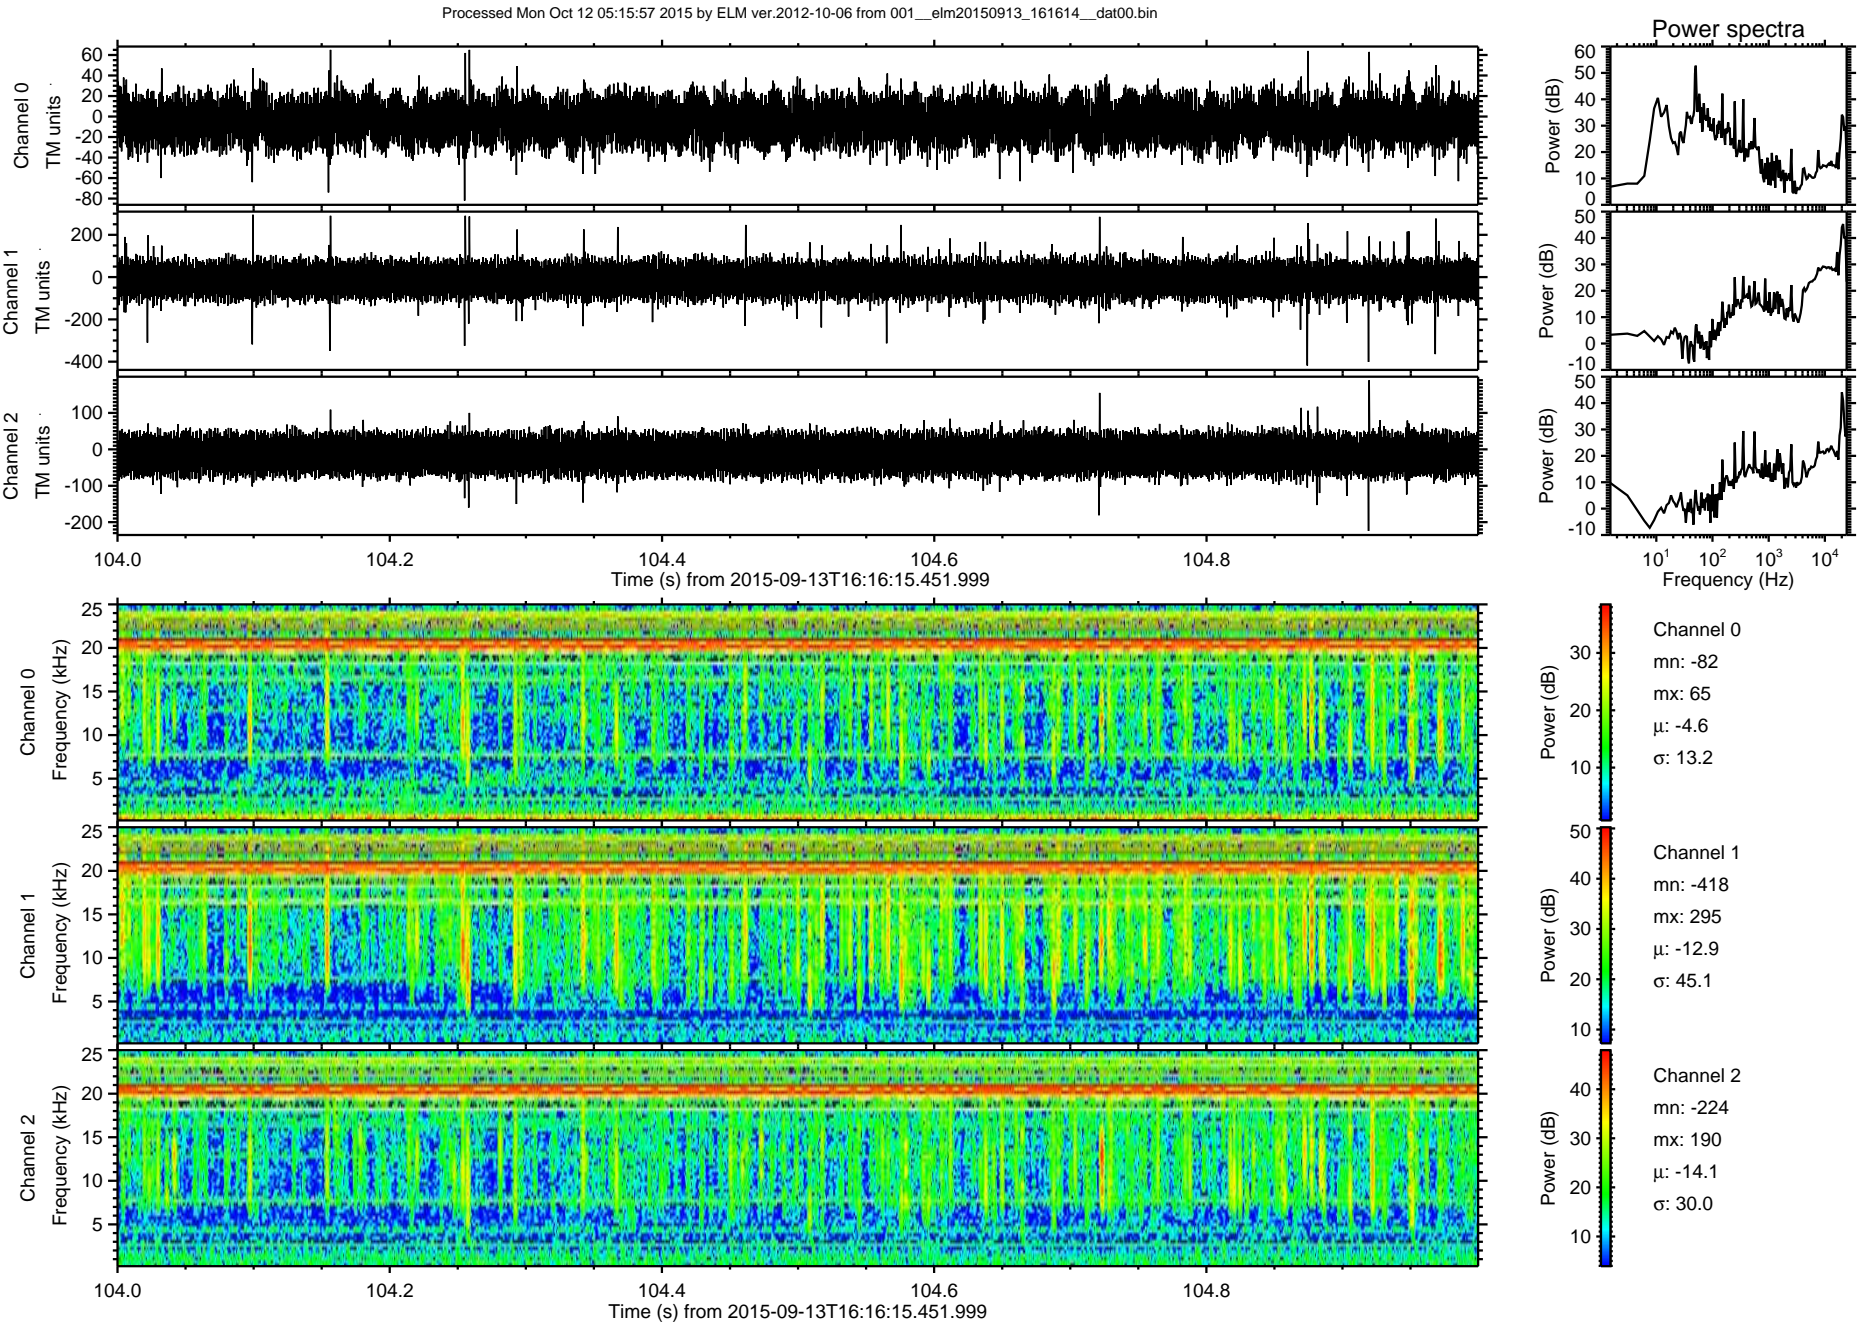 Processed Mon Oct 12 05:15:57 2015 by ELM ver.2012-10-06 from 001__elm20150913_161614__dat00.bin
Power spectra
Channel 0
TM units
60
40
20
0
-20
-40
-60
-80
Power (dB)
60
50
40
30
20
10
0
Channel 1
TM units
200
0
-200
-400
Power (dB)
50
40
30
20
10
0
-10
Channel 2
TM units
100
0
-100
-200
Power (dB)
50
40
30
20
10
0
-10
104.0 104.2 104.4 104.6 104.8
Time (s) from 2015-09-13T16:16:15.451.999
10^1 10^2 10^3 10^4
Frequency (Hz)
Channel 0
Frequency (kHz)
25
20
15
10
5
Power (dB)
30
20
10
Channel 0
mn: -82
mx: 65
μ: -4.6
σ: 13.2
Channel 1
Frequency (kHz)
25
20
15
10
5
Power (dB)
50
40
30
20
10
Channel 1
mn: -418
mx: 295
μ: -12.9
σ: 45.1
Channel 2
Frequency (kHz)
25
20
15
10
5
Power (dB)
40
30
20
10
Channel 2
mn: -224
mx: 190
μ: -14.1
σ: 30.0
104.0 104.2 104.4 104.6 104.8
Time (s) from 2015-09-13T16:16:15.451.999